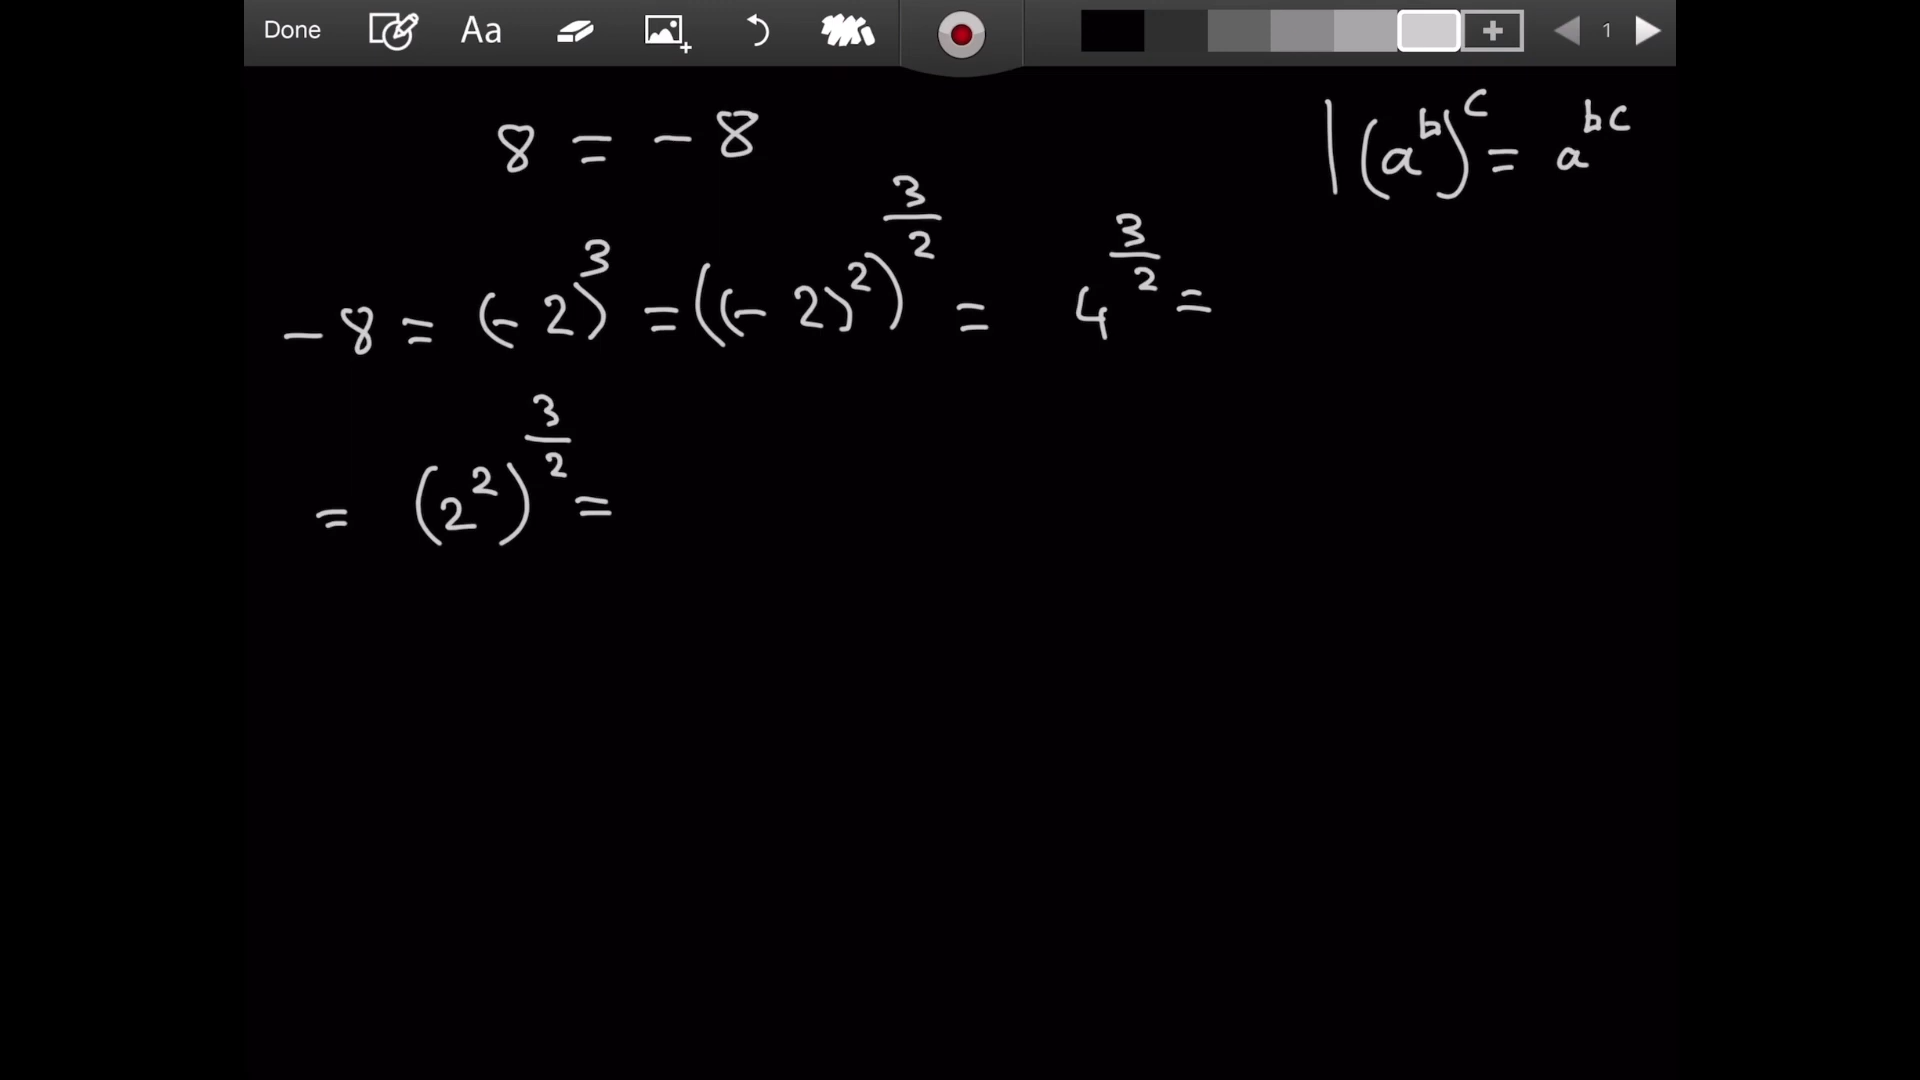 Done Aa 1
8 = -8
(a^b)^c = a^{bc}
-8 = (-2)^3 = ((-2)^2)^{3/2} = 4^{3/2} =
= (2^2)^{3/2} =